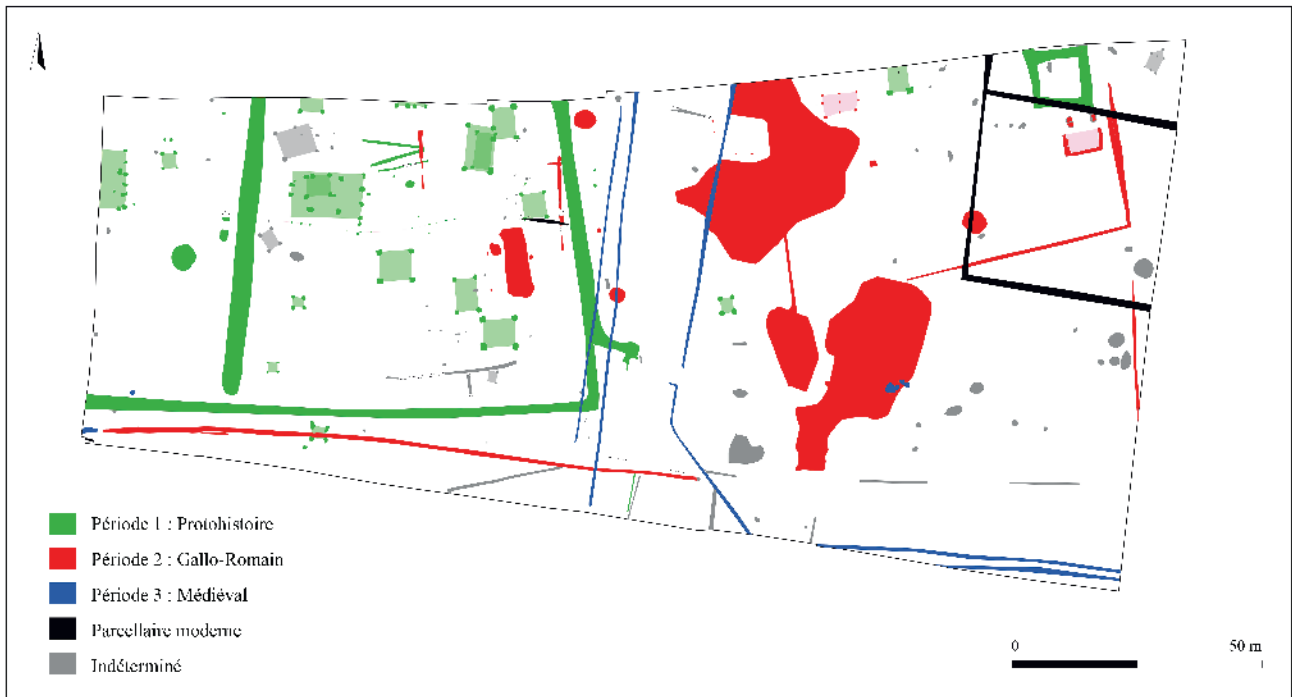 Période 1 : Protohistoire
Période 2 : Gallo-Romain
Période 3 : Médiéval
Parcellaire moderne
Indéterminé
0 50 m